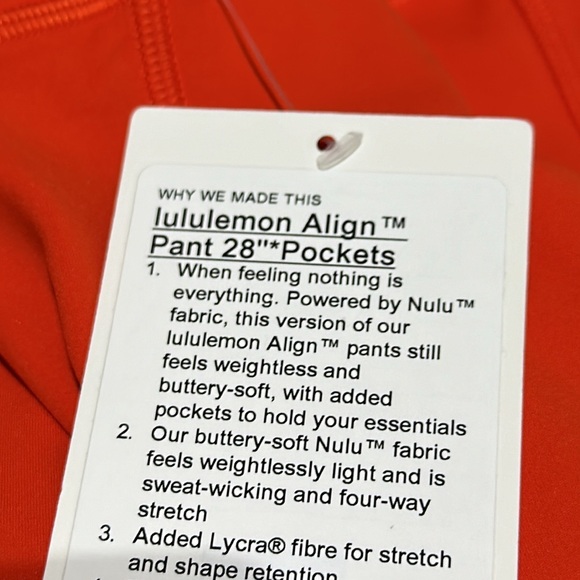 WHY WE MADE THIS
lululemon Align™
Pant 28"*Pockets
1. When feeling nothing is
everything. Powered by Nulu™
fabric, this version of our
lululemon Align™ pants still
feels weightless and
buttery-soft, with added
pockets to hold your essentials
2. Our buttery-soft Nulu™ fabric
feels weightlessly light and is
sweat-wicking and four-way
stretch
3. Added Lycra® fibre for stretch
and shape retention